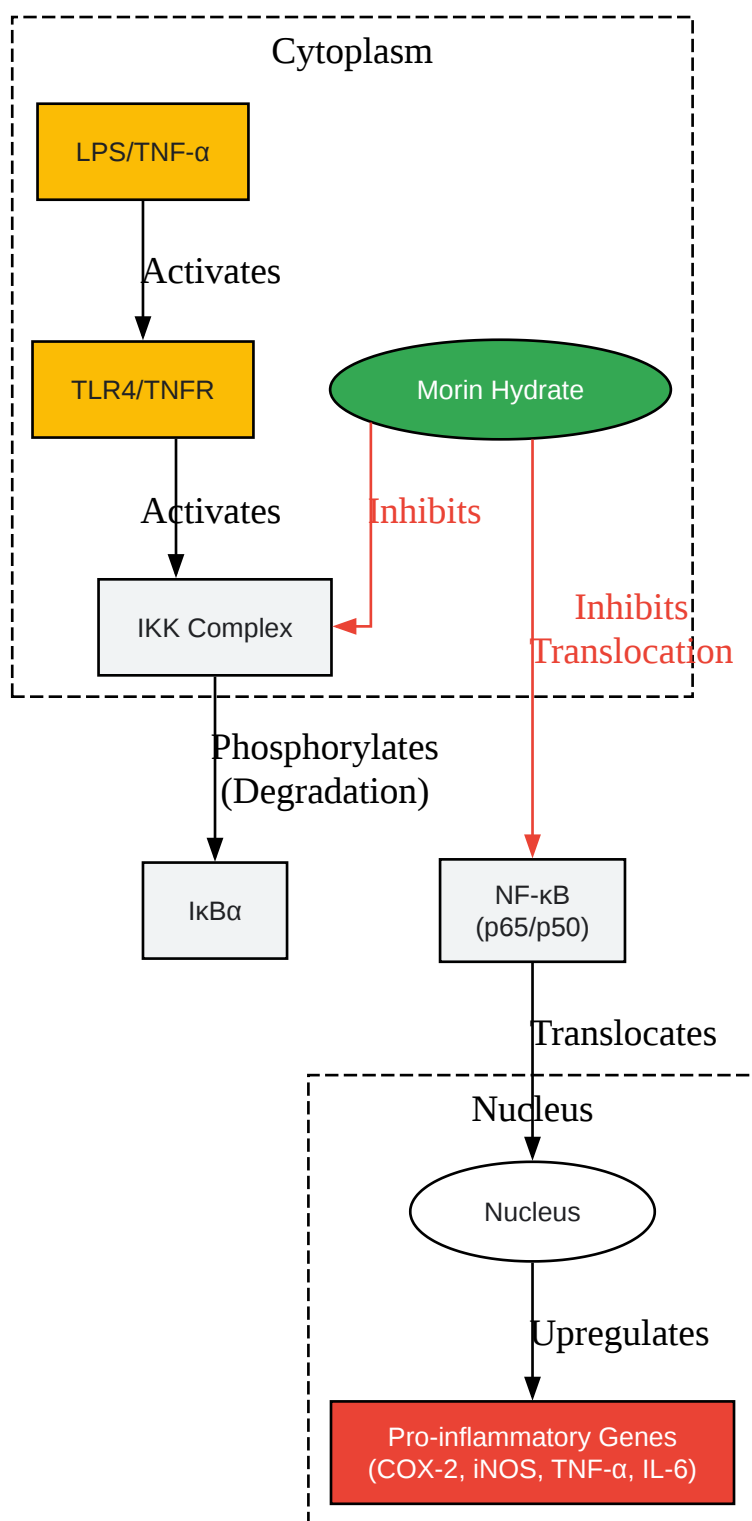 Cytoplasm
LPS/TNF-α
Activates
TLR4/TNFR
Morin Hydrate
Activates
Inhibits
IKK Complex
Inhibits
Translocation
Phosphorylates
(Degradation)
IκBα
NF-κB
(p65/p50)
Translocates
Nucleus
Nucleus
Upregulates
Pro-inflammatory Genes
(COX-2, iNOS, TNF-α, IL-6)